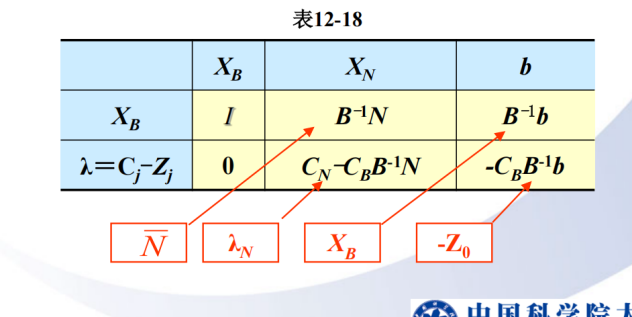 表12-18
X_B X_N b
X_B I B⁻¹N B⁻¹b
λ=C_j-Z_j 0 C_N-C_BB⁻¹N -C_BB⁻¹b
N̅ λ_N X_B -Z₀
中国科学院大